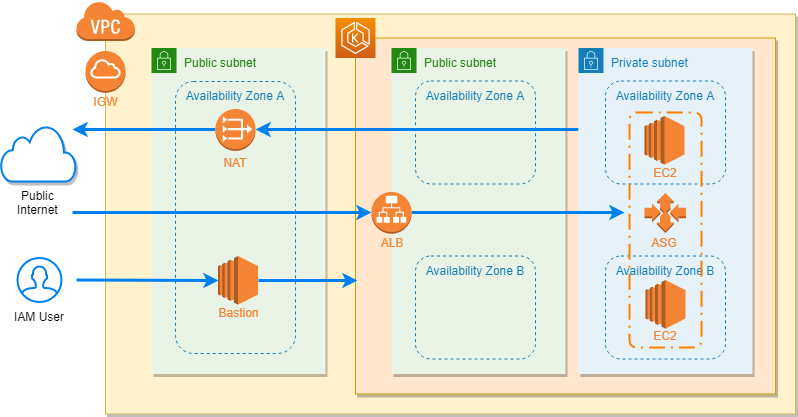 VPC
K
IGW
Public subnet
Availability Zone A
NAT
Public
Internet
Bastion
IAM User
Public subnet
Availability Zone A
ALB
Availability Zone B
Private subnet
Availability Zone A
EC2
ASG
Availability Zone B
EC2